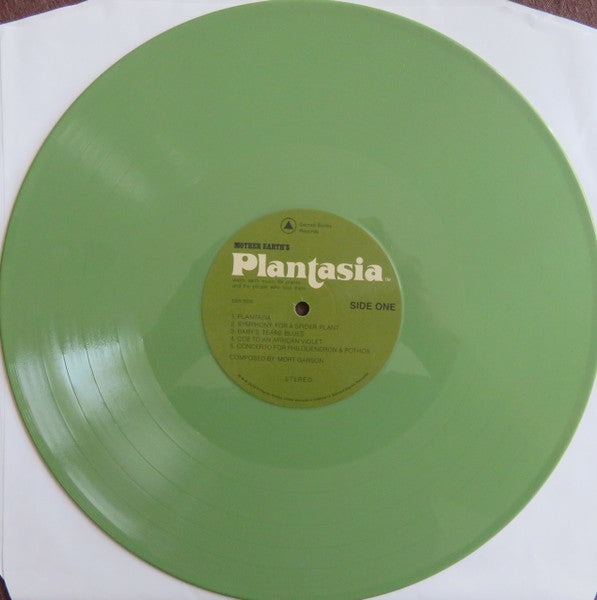 Sacred Bones
Records
MOTHER EARTH'S
Plantasia™
warm earth music for plants
and the people who love them
SIDE ONE
1. PLANTASIA
2. SYMPHONY FOR A SPIDER PLANT
3. BABY'S TEARS BLUES
4. ODE TO AN AFRICAN VIOLET
5. CONCERTO FOR PHILODENDRON & POTHOS
COMPOSED BY MORT GARSON
STEREO